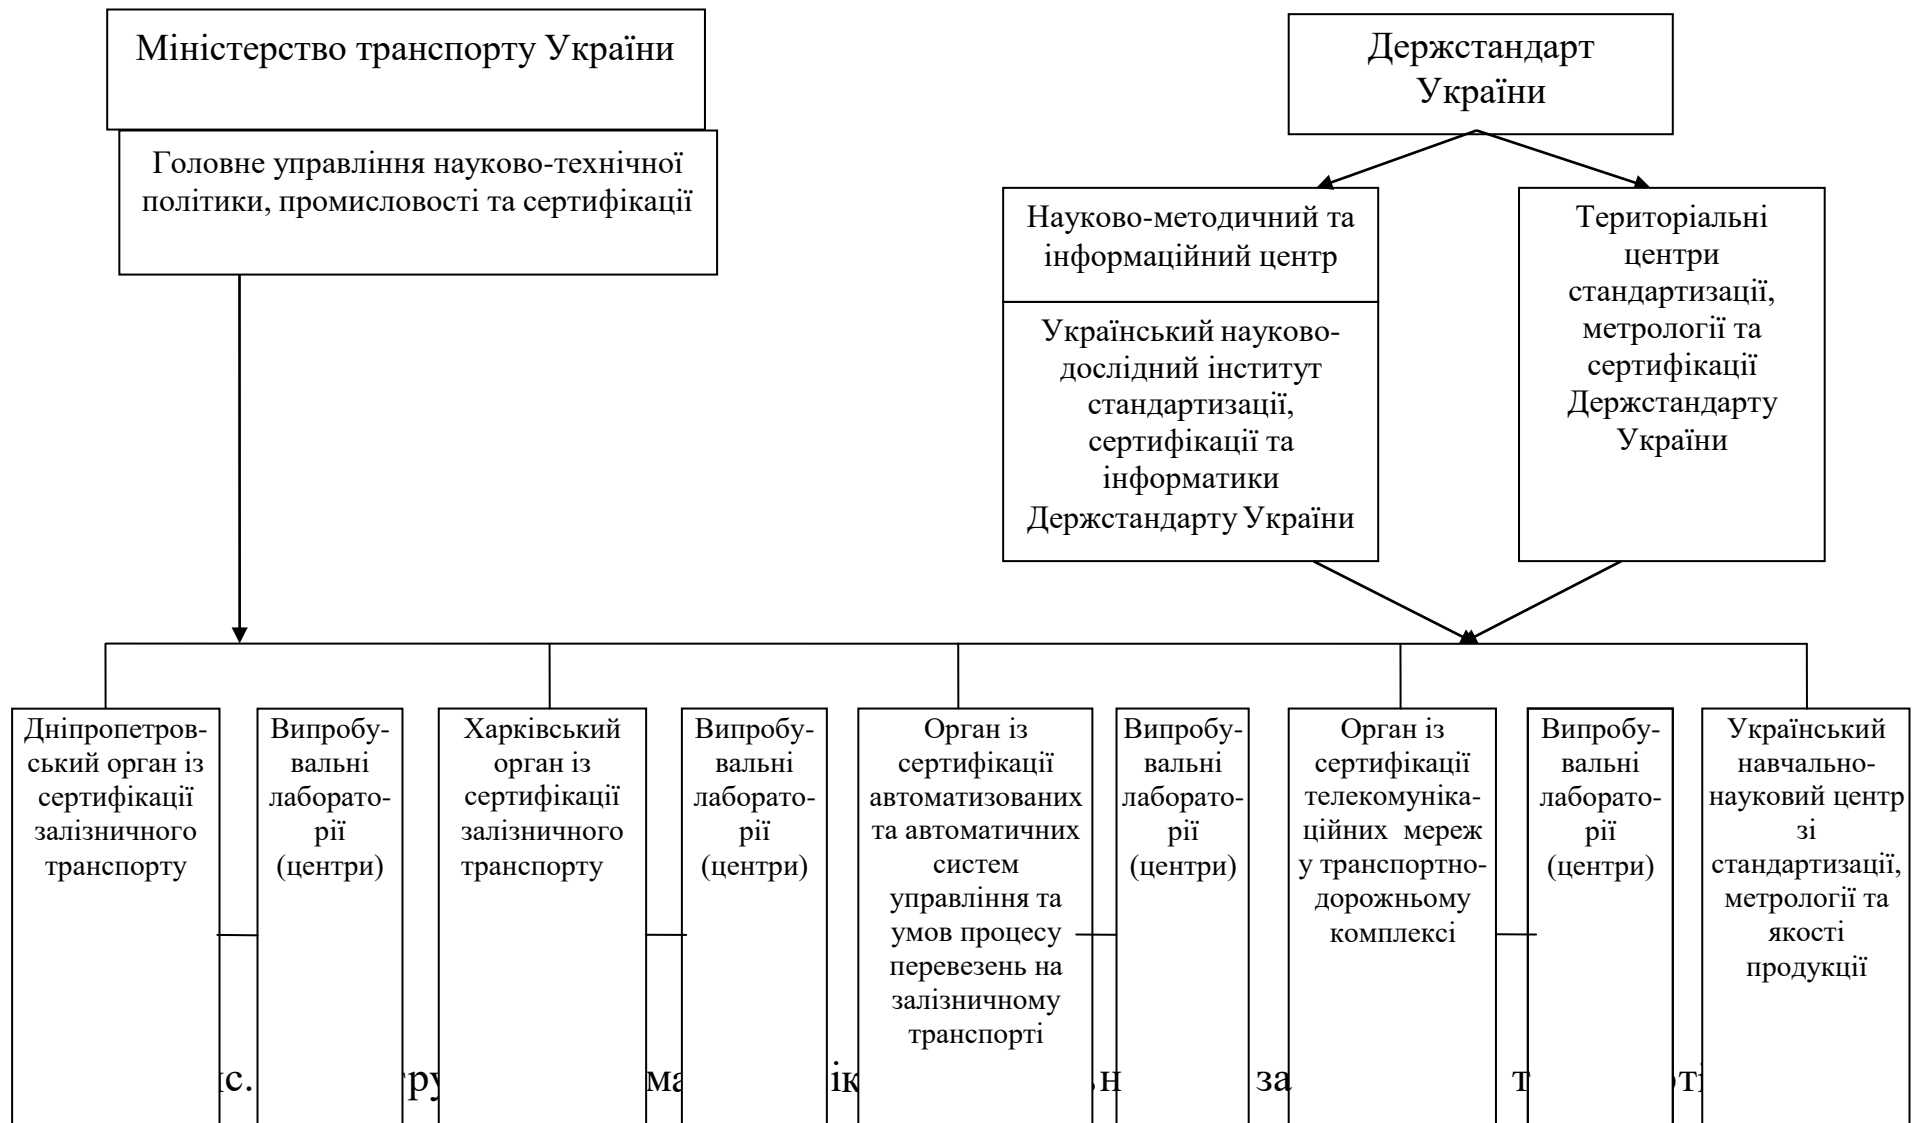 Міністерство транспорту України
Головне управління науково-технічної
політики, промисловості та сертифікації
Держстандарт
України
Науково-методичний та
інформаційний центр
Український науково-
дослідний інститут
стандартизації,
сертифікації та
інформатики
Держстандарту України
Територіальні
центри
стандартизації,
метрології та
сертифікації
Держстандарту
України
Дніпропетров-
ський орган із
сертифікації
залізничного
транспорту
Випробу-
вальні
лаборато-
рії
(центри)
Харківський
орган із
сертифікації
залізничного
транспорту
Випробу-
вальні
лаборато-
рії
(центри)
Орган із
сертифікації
автоматизованих
та автоматичних
систем
управління та
умов процесу
перевезень на
залізничному
транспорті
Випробу-
вальні
лаборато-
рії
(центри)
Орган із
сертифікації
телекомуніка-
ційних мереж
у транспортно-
дорожньому
комплексі
Випробу-
вальні
лаборато-
рії
(центри)
Український
навчально-
науковий центр
зі
стандартизації,
метрології та
якості
продукції